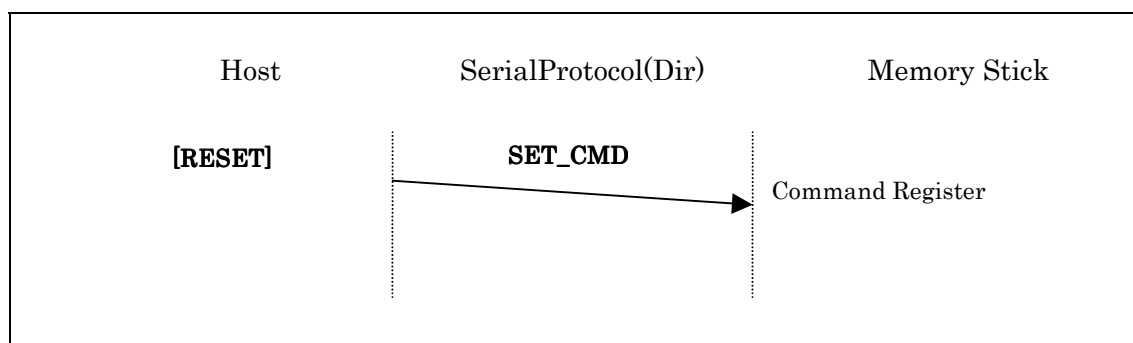 Host SerialProtocol(Dir) Memory Stick
[RESET] SET_CMD
Command Register